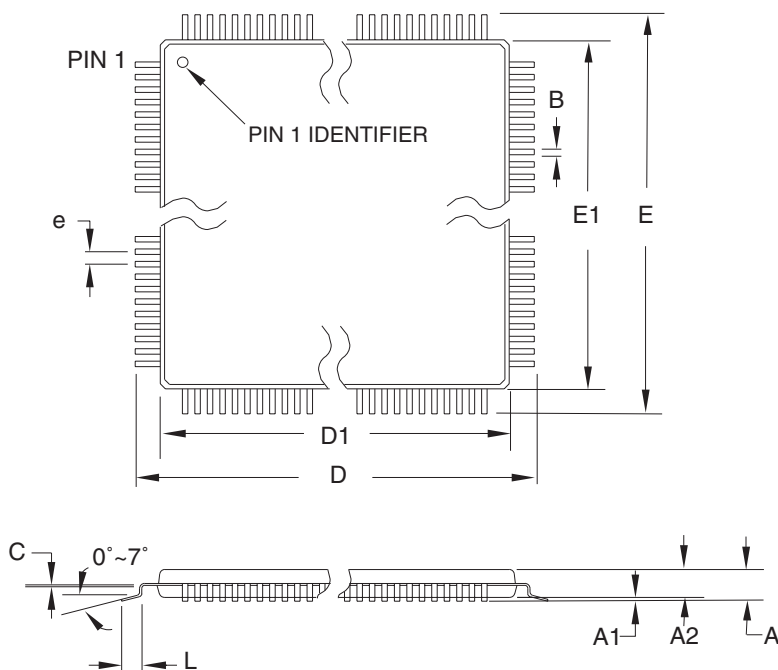 PIN 1
PIN 1 IDENTIFIER
B
e
E1
E
D1
D
C
0°~7°
L
A1
A2
A